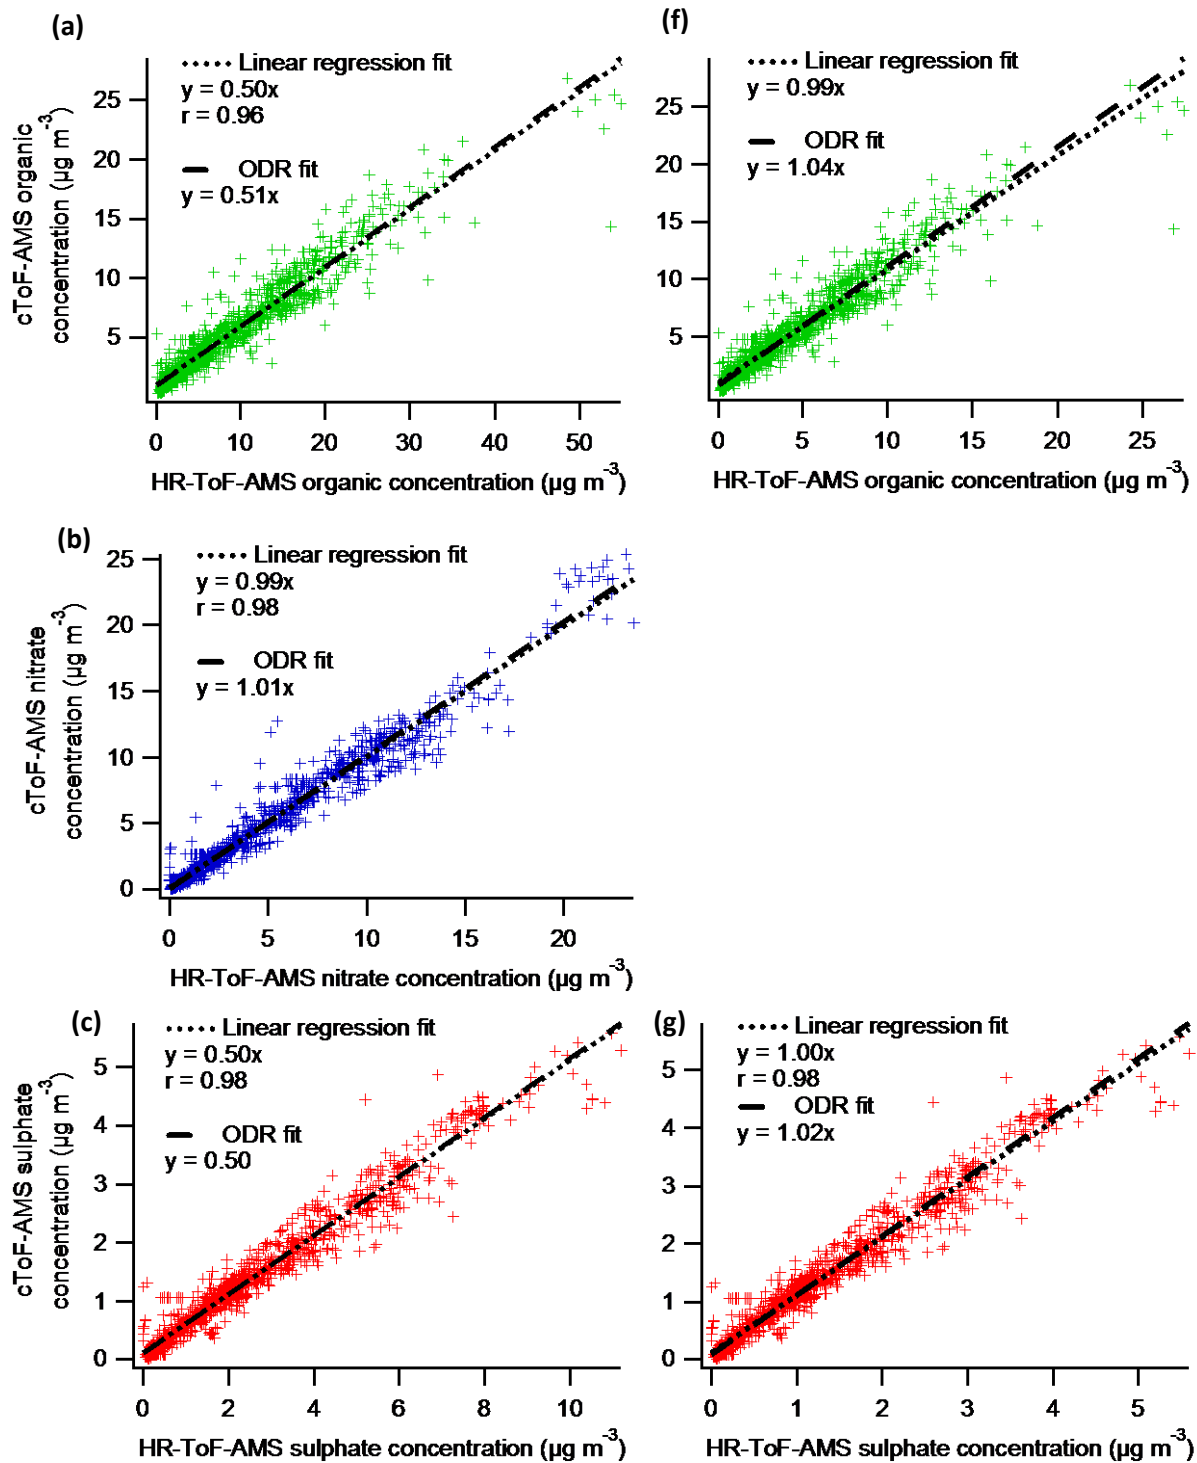 (a)
Linear regression fit
y = 0.50x
r = 0.96
ODR fit
y = 0.51x
25
20
15
10
5
cToF-AMS organic
concentration (µg m⁻³)
0 10 20 30 40 50
HR-ToF-AMS organic concentration (µg m⁻³)
(f)
Linear regression fit
y = 0.99x
ODR fit
y = 1.04x
25
20
15
10
5
0 5 10 15 20 25
HR-ToF-AMS organic concentration (µg m⁻³)
(b)
Linear regression fit
y = 0.99x
r = 0.98
ODR fit
y = 1.01x
25
20
15
10
5
0
cToF-AMS nitrate
concentration (µg m⁻³)
0 5 10 15 20
HR-ToF-AMS nitrate concentration (µg m⁻³)
(c)
Linear regression fit
y = 0.50x
r = 0.98
ODR fit
y = 0.50
5
4
3
2
1
0
cToF-AMS sulphate
concentration (µg m⁻³)
0 2 4 6 8 10
HR-ToF-AMS sulphate concentration (µg m⁻³)
(g)
Linear regression fit
y = 1.00x
r = 0.98
ODR fit
y = 1.02x
5
4
3
2
1
0
0 1 2 3 4 5
HR-ToF-AMS sulphate concentration (µg m⁻³)